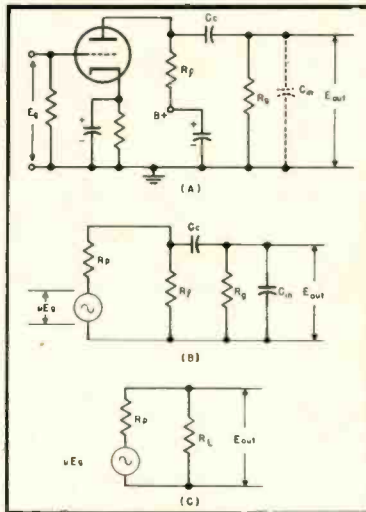 Cc
+
Rℓ
Eg
Rg
Cin
Eout
B+
+
-
+
-
(A)
Cc
Rp
Rℓ
Rg
Cin
Eout
μEg
(B)
Rp
RL
Eout
μEg
(C)